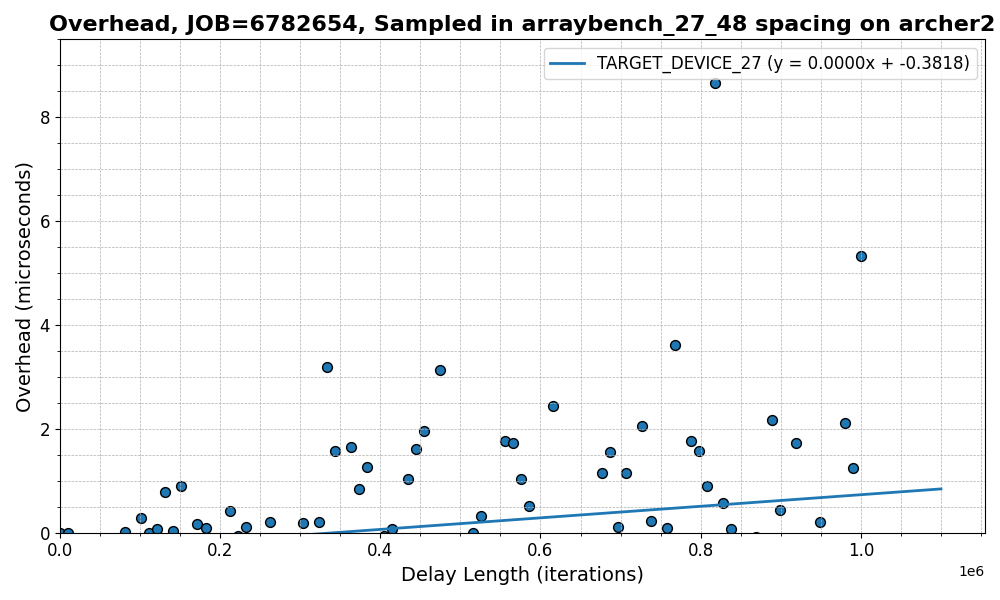 Overhead, JOB=6782654, Sampled in arraybench_27_48 spacing on archer2
TARGET_DEVICE_27 (y = 0.0000x + -0.3818)
Overhead (microseconds)
8
6
4
2
0
0.0 0.2 0.4 0.6 0.8 1.0
1e6
Delay Length (iterations)